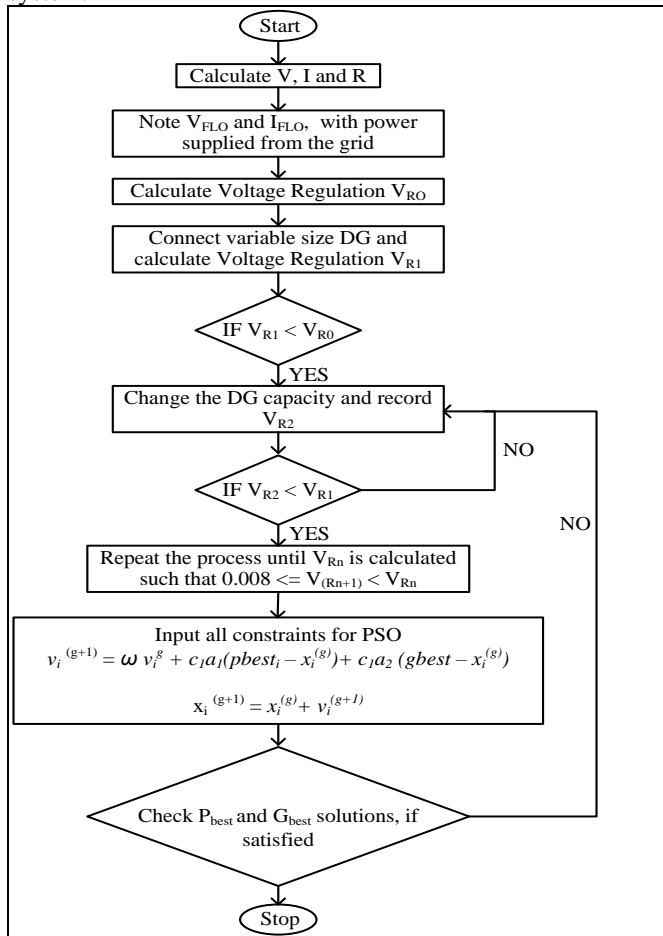 Start
Calculate V, I and R
Note V_FLO and I_FLO, with power
supplied from the grid
Calculate Voltage Regulation V_RO
Connect variable size DG and
calculate Voltage Regulation V_R1
IF V_R1 < V_R0
YES
Change the DG capacity and record
V_R2
NO
IF V_R2 < V_R1
NO
YES
Repeat the process until V_Rn is calculated
such that 0.008 <= V_(Rn+1) < V_Rn
Input all constraints for PSO
v_i^(g+1) = ω v_i^g + c_1a_1(pbest_i – x_i^(g)) + c_1a_2 (gbest – x_i^(g))
x_i^(g+1) = x_i^(g) + v_i^(g+1)
Check P_best and G_best solutions, if
satisfied
Stop